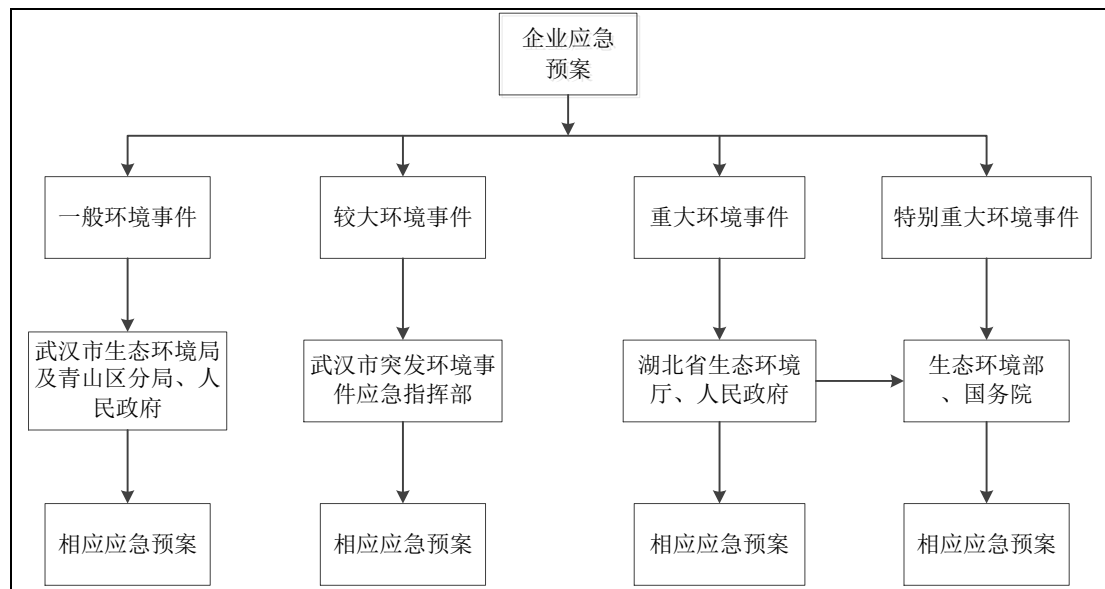 企业应急
预案
一般环境事件
较大环境事件
重大环境事件
特别重大环境事件
武汉市生态环境局
及青山区分局、人
民政府
武汉市突发环境事
件应急指挥部
湖北省生态环境
厅、人民政府
生态环境部
、国务院
相应应急预案
相应应急预案
相应应急预案
相应应急预案